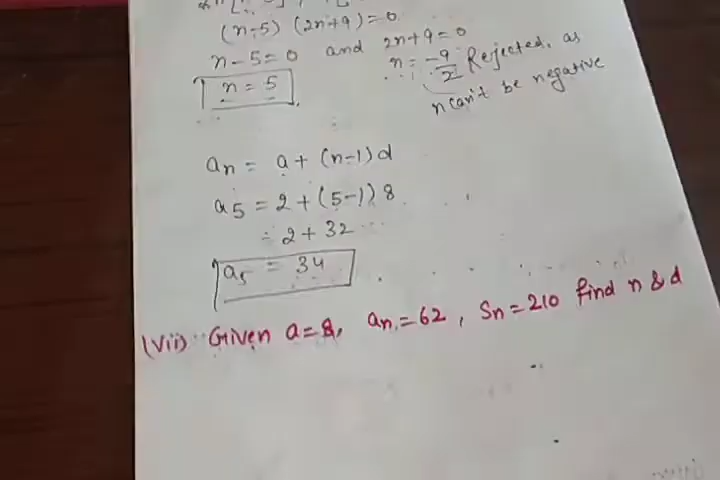 (n-5) (2n+9)=0
n-5=0 and 2n+9=0
n=5
n = -9/2 Rejected, as
n can't be negative
an = a + (n-1)d
a5 = 2+(5-1)8
= 2+32
a5 = 34
(vii) Given a=8, an=62, Sn=210 find n & d